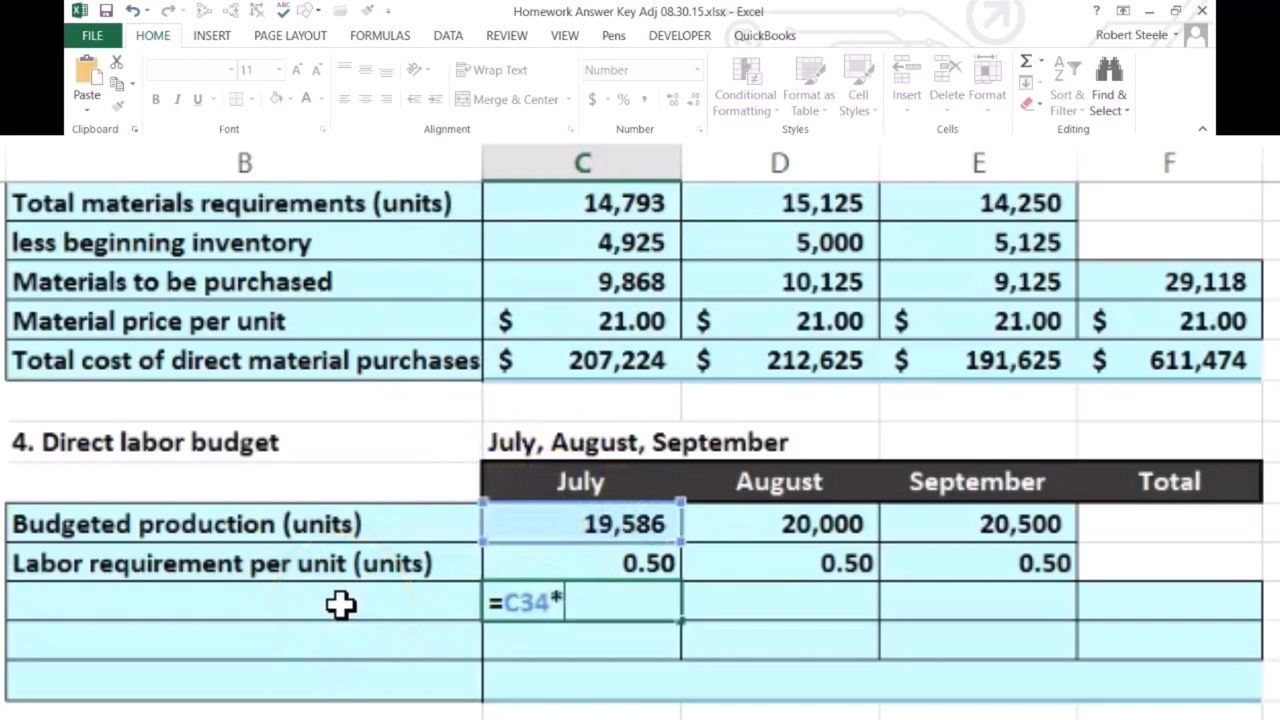 Homework Answer Key Adj 08.30.15.xlsx - Excel
FILE HOME INSERT PAGE LAYOUT FORMULAS DATA REVIEW VIEW Pens DEVELOPER QuickBooks Robert Steele
Paste
11
B I U
Wrap Text
Merge & Center
Number
$ % ,
Conditional Formatting
Format as Table
Cell Styles
Insert Delete Format
Sort & Filter
Find & Select
Clipboard Font Alignment Number Styles Cells Editing
B C D E F
Total materials requirements (units) 14,793 15,125 14,250
less beginning inventory 4,925 5,000 5,125
Materials to be purchased 9,868 10,125 9,125 29,118
Material price per unit $ 21.00 $ 21.00 $ 21.00 $ 21.00
Total cost of direct material purchases $ 207,224 $ 212,625 $ 191,625 $ 611,474
4. Direct labor budget July, August, September
July August September Total
Budgeted production (units) 19,586 20,000 20,500
Labor requirement per unit (units) 0.50 0.50 0.50
=C34*